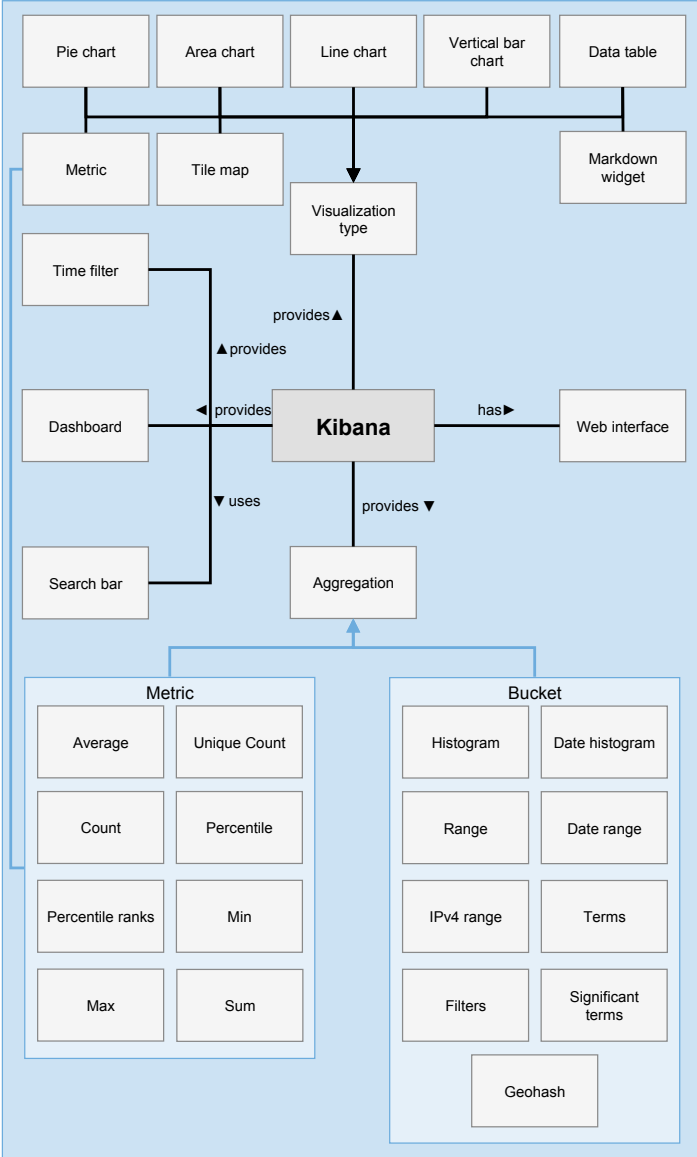 Pie chart
Area chart
Line chart
Vertical bar
chart
Data table
Metric
Tile map
Markdown
widget
Visualization
type
Time filter
provides▲
▲provides
Dashboard
◄ provides
Kibana
has►
Web interface
▼ uses
provides ▼
Search bar
Aggregation
Metric
Average
Unique Count
Count
Percentile
Percentile ranks
Min
Max
Sum
Bucket
Histogram
Date histogram
Range
Date range
IPv4 range
Terms
Filters
Significant
terms
Geohash